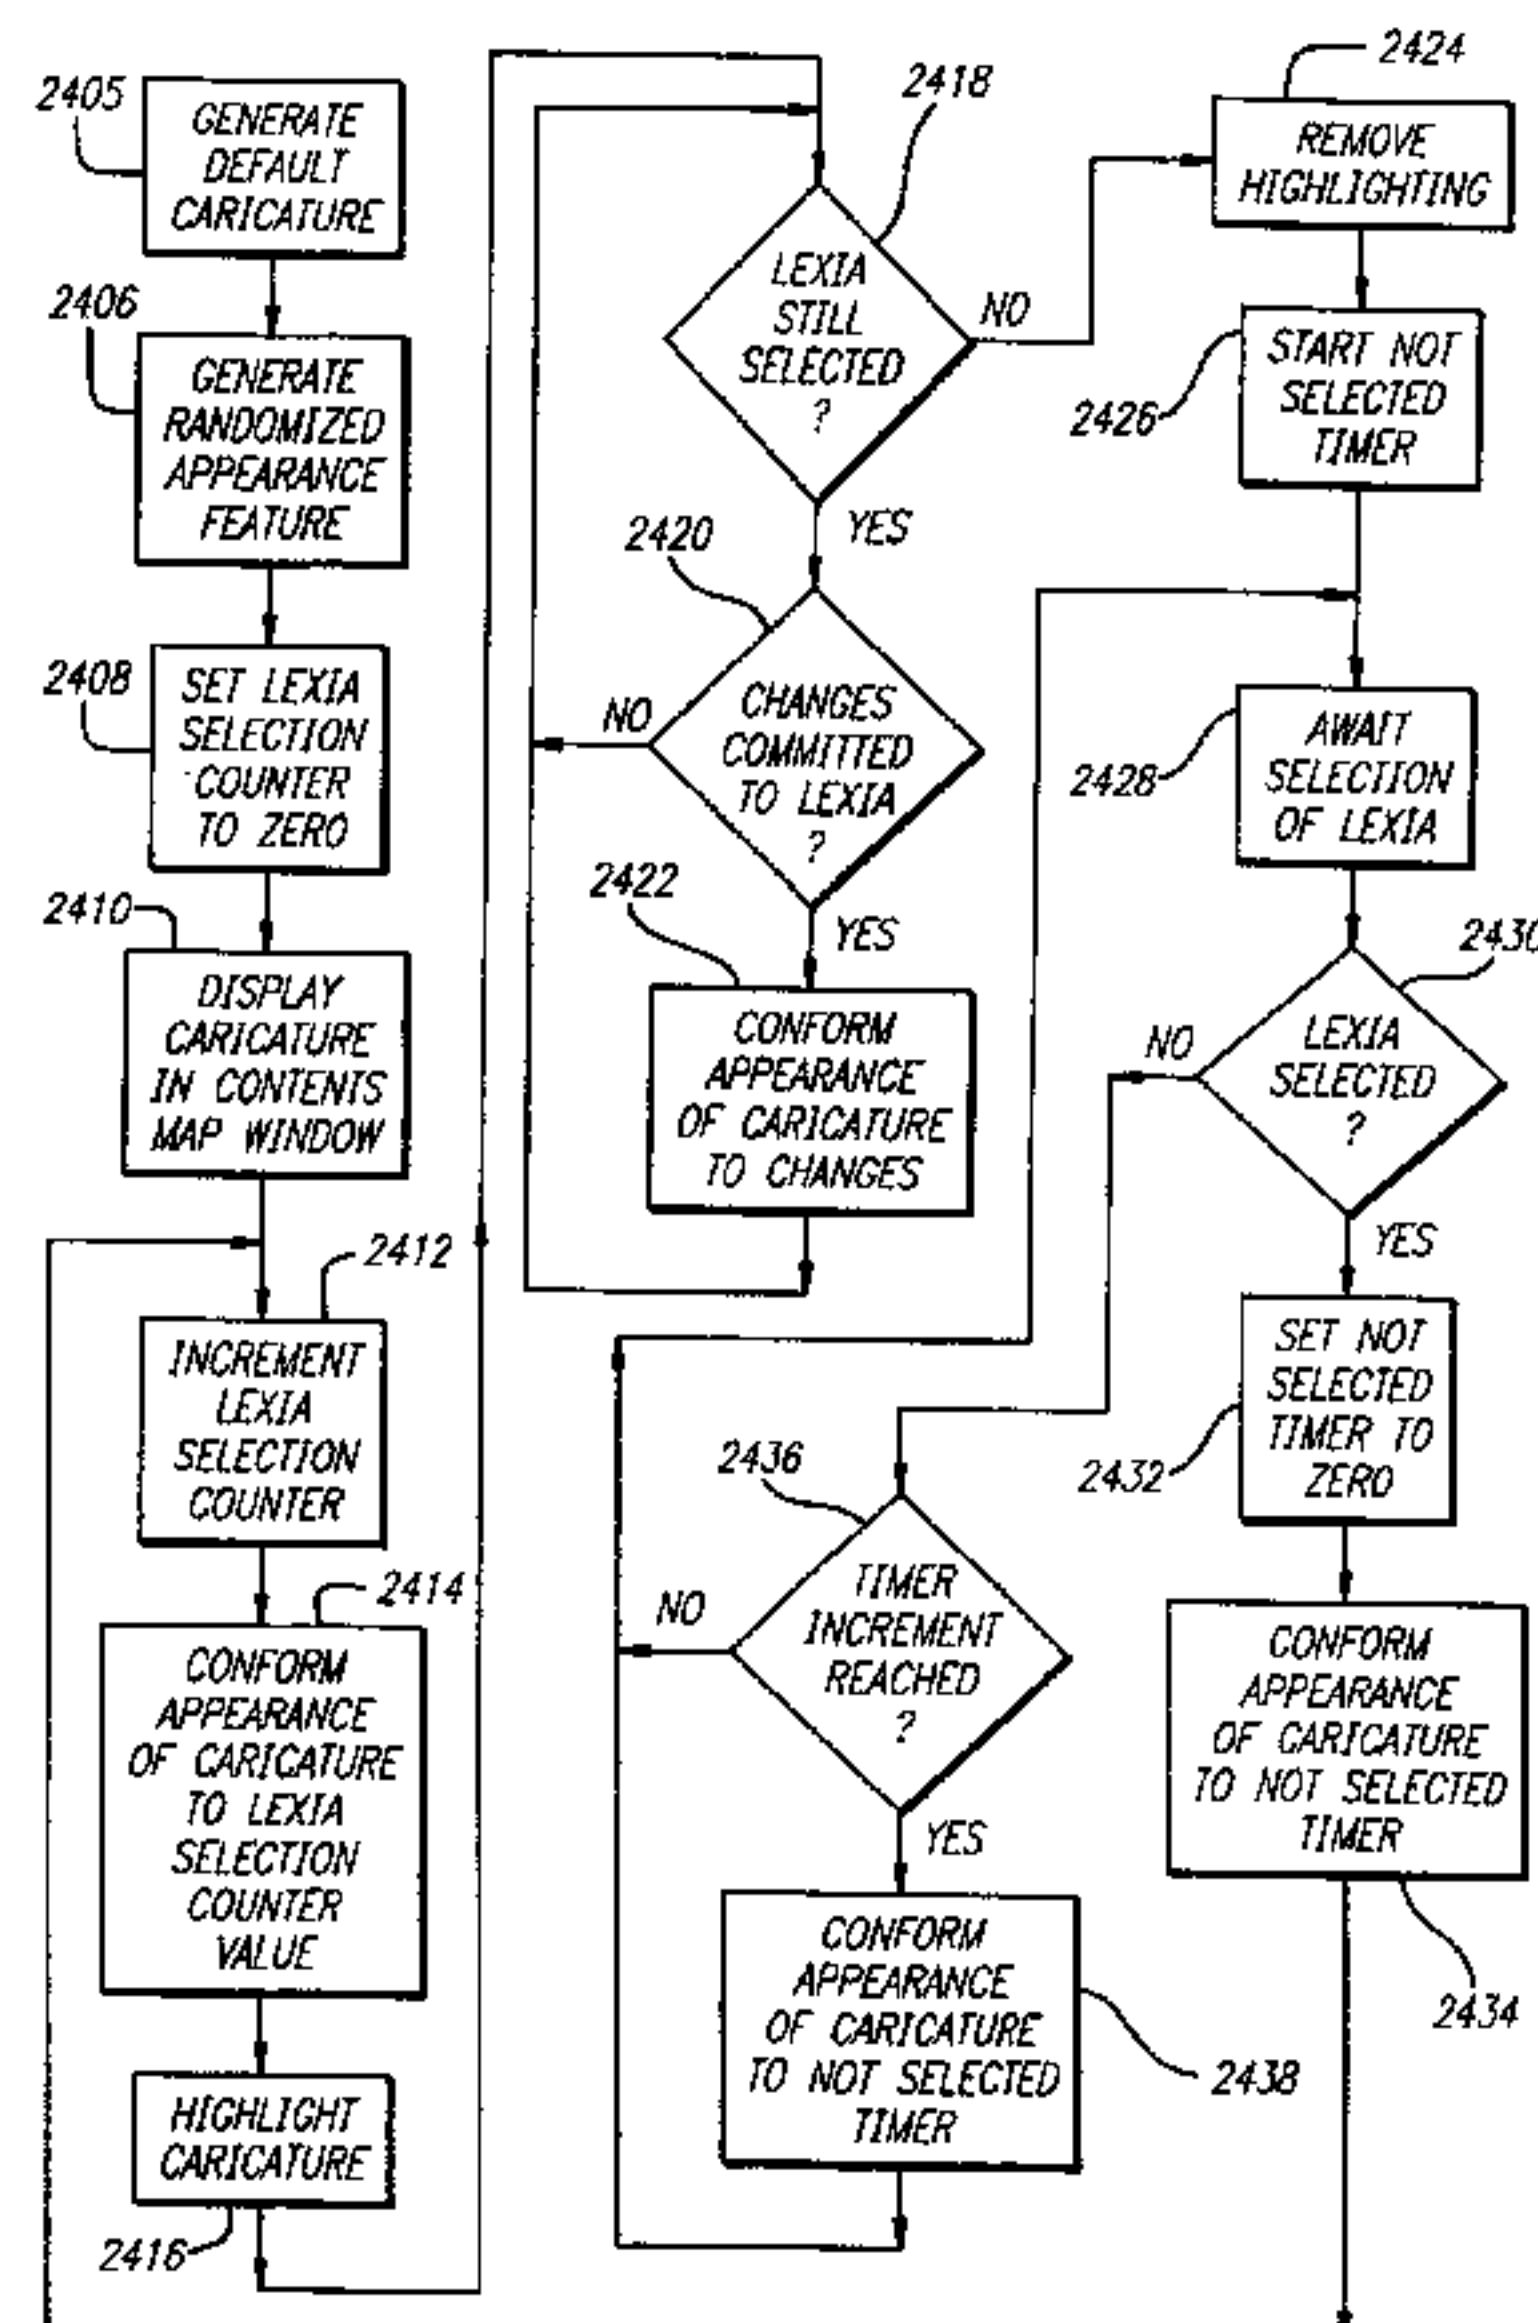 2405
GENERATE
DEFAULT
CARICATURE
2406
GENERATE
RANDOMIZED
APPEARANCE
FEATURE
2408
SET LEXIA
SELECTION
COUNTER
TO ZERO
2410
DISPLAY
CARICATURE
IN CONTENTS
MAP WINDOW
2412
INCREMENT
LEXIA
SELECTION
COUNTER
2414
CONFORM
APPEARANCE
OF CARICATURE
TO LEXIA
SELECTION
COUNTER
VALUE
HIGHLIGHT
CARICATURE
2416
2418
LEXIA
STILL
SELECTED
?
NO
YES
2420
CHANGES
COMMITTED
TO LEXIA
?
NO
YES
2422
CONFORM
APPEARANCE
OF CARICATURE
TO CHANGES
2424
REMOVE
HIGHLIGHTING
START NOT
SELECTED
TIMER
2426
AWAIT
SELECTION
OF LEXIA
2428
2430
LEXIA
SELECTED
?
NO
YES
SET NOT
SELECTED
TIMER TO
ZERO
2432
CONFORM
APPEARANCE
OF CARICATURE
TO NOT SELECTED
TIMER
2434
2436
TIMER
INCREMENT
REACHED
?
NO
YES
CONFORM
APPEARANCE
OF CARICATURE
TO NOT SELECTED
TIMER
2438